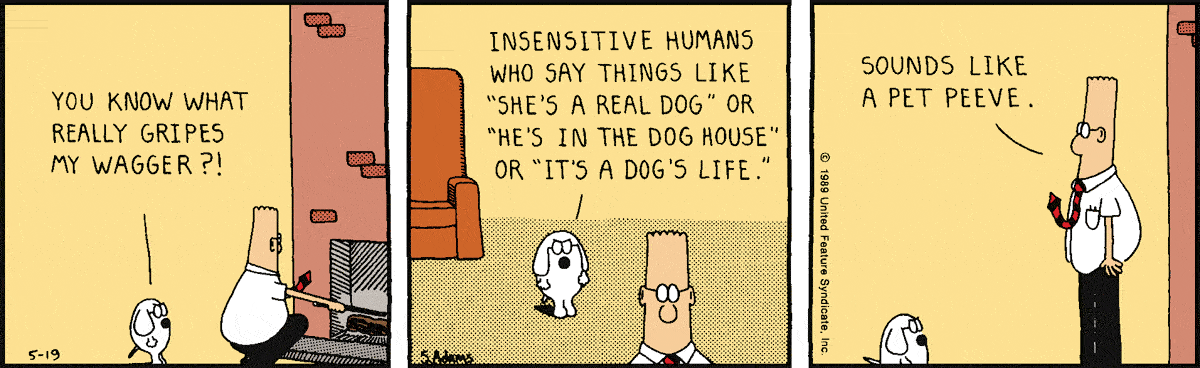 YOU KNOW WHAT
REALLY GRIPES
MY WAGGER?!
5-19
INSENSITIVE HUMANS
WHO SAY THINGS LIKE
"SHE'S A REAL DOG" OR
"HE'S IN THE DOG HOUSE"
OR "IT'S A DOG'S LIFE."
S.Adams
SOUNDS LIKE
A PET PEEVE.
© 1989 United Feature Syndicate, Inc.